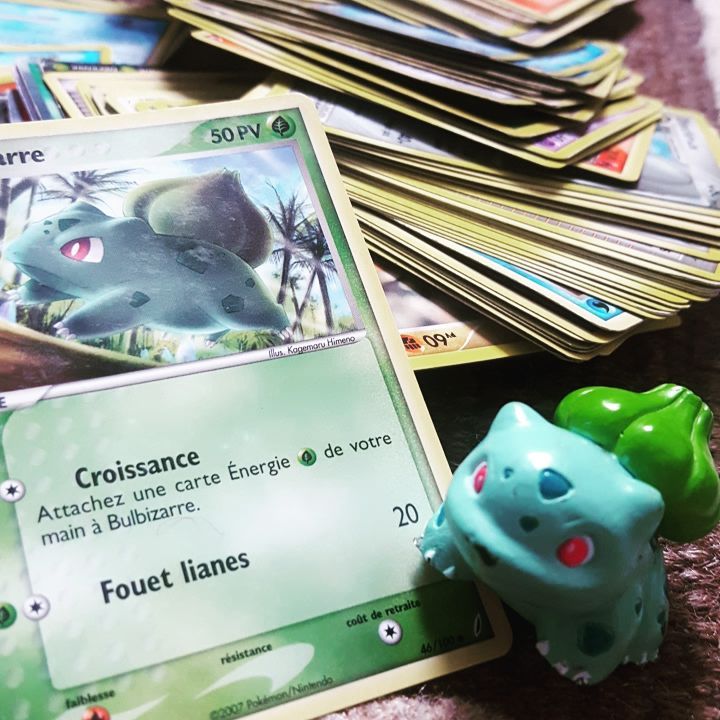 arre
50 PV
Illus. Kagemaru Himeno
Croissance
Attachez une carte Énergie de votre
main à Bulbizarre.
Fouet lianes
20
faiblesse
résistance
coût de retraite
46/100
©2007 Pokémon/Nintendo